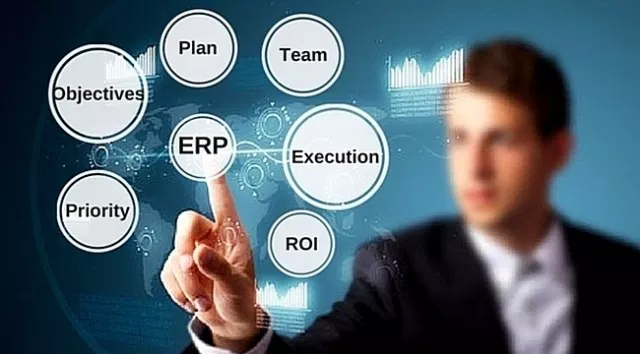 Plan
Team
Objectives
ERP
Execution
Priority
ROI